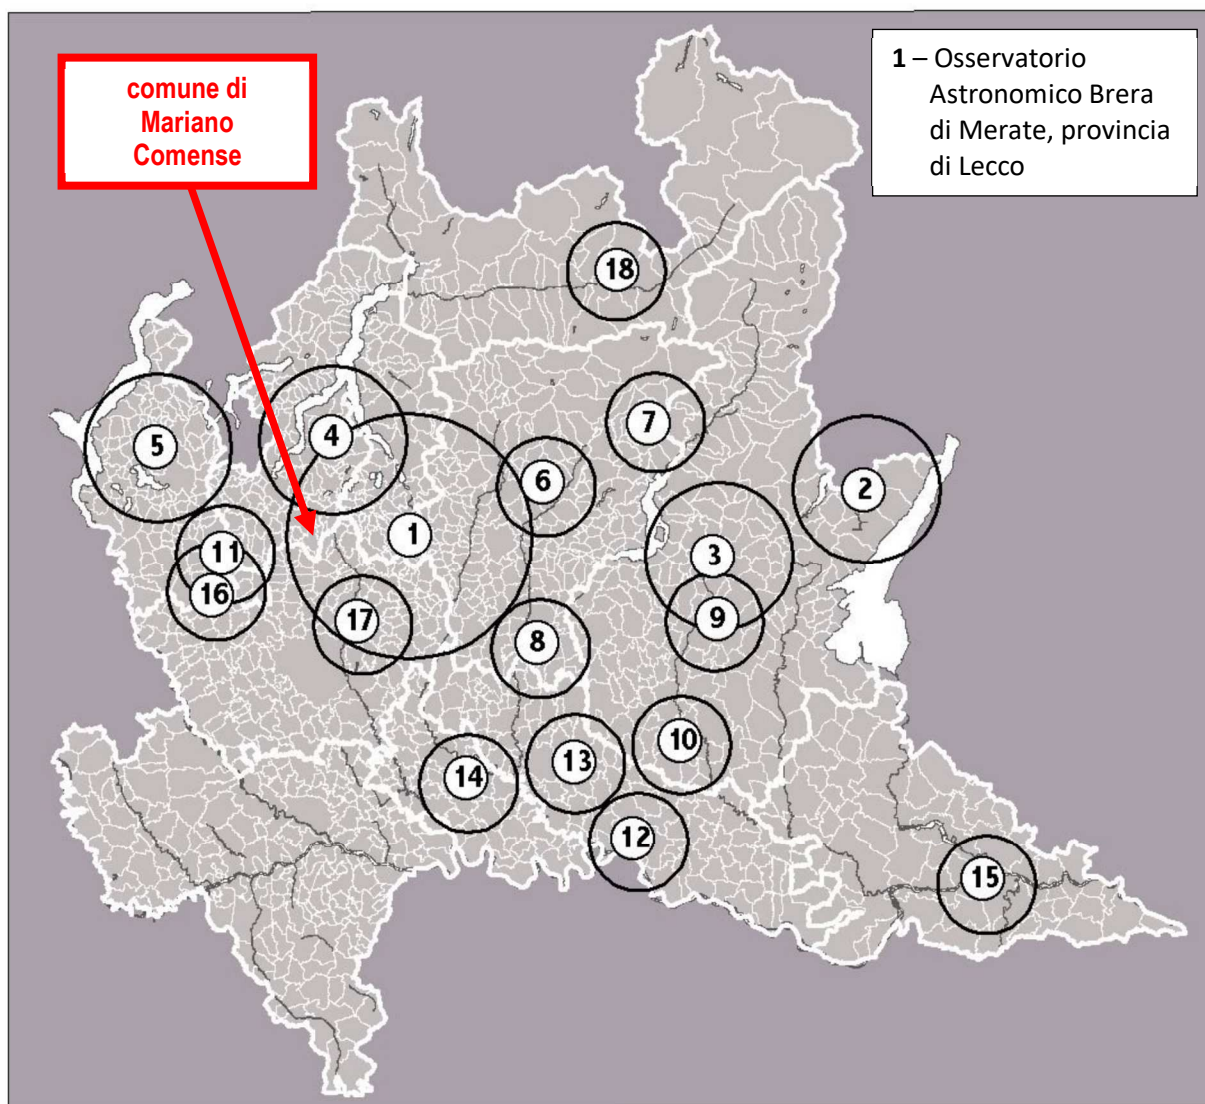 comune di
Mariano
Comense
1 – Osservatorio
Astronomico Brera
di Merate, provincia
di Lecco
18
7
5
4
6
2
1
3
11
16
17
9
8
10
13
14
12
15